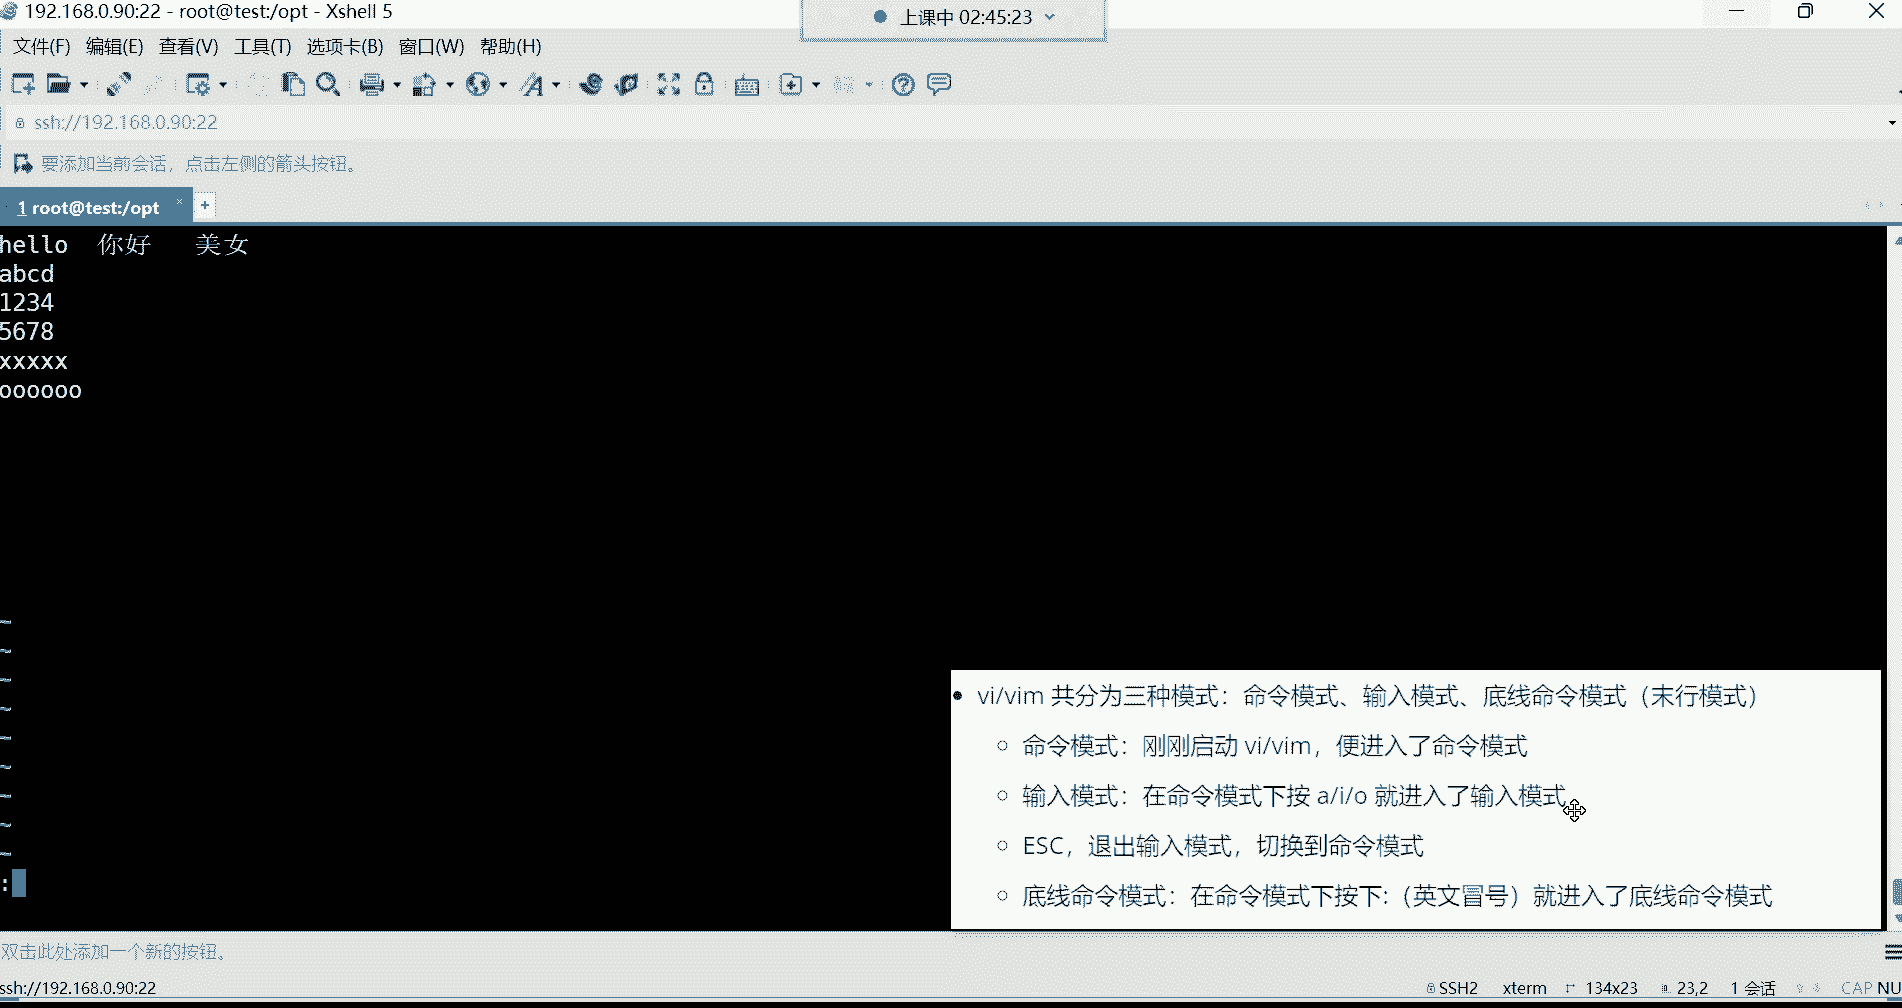 192.168.0.90:22 - root@test:/opt - Xshell 5
上课中 02:45:23
文件(F) 编辑(E) 查看(V) 工具(T) 选项卡(B) 窗口(W) 帮助(H)
ssh://192.168.0.90:22
要添加当前会话，点击左侧的箭头按钮。
1 root@test:/opt
hello 你好 美女
abcd
1234
5678
xxxxx
oooooo
~
~
~
~
~
~
~
~
~
:
vi/vim 共分为三种模式：命令模式、输入模式、底线命令模式（末行模式）
命令模式：刚刚启动 vi/vim，便进入了命令模式
输入模式：在命令模式下按 a/i/o 就进入了输入模式
ESC，退出输入模式，切换到命令模式
底线命令模式：在命令模式下按下:（英文冒号）就进入了底线命令模式
双击此处添加一个新的按钮。
ssh://192.168.0.90:22 SSH2 xterm 134x23 23,2 1 会话 CAP NU